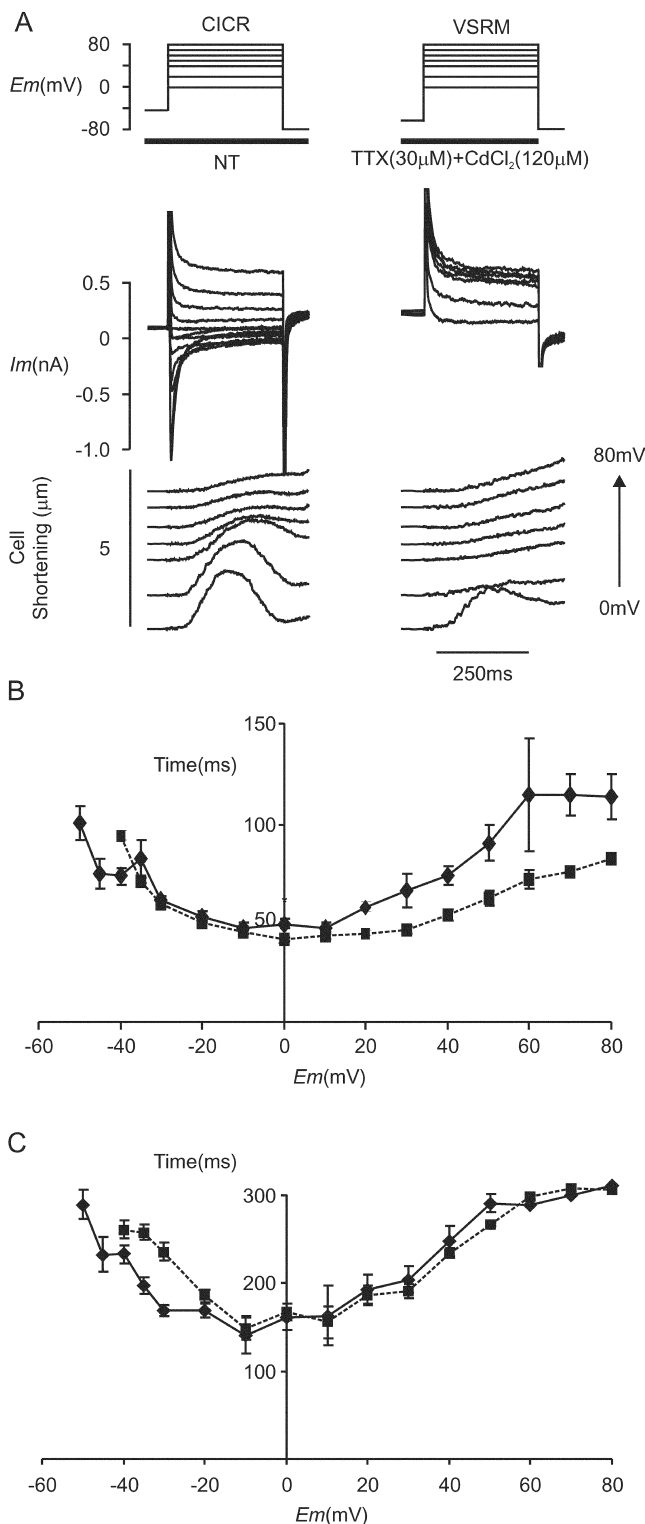 A
CICR
VSRM
80
Em(mV)
0
-80
NT
TTX(30μM)+CdCl₂(120μM)
0.5
0
Im(nA)
-0.5
-1.0
Cell
Shortening (μm)
5
80mV
0mV
250ms
B
150
Time(ms)
100
50
-60 -40 -20 0 20 40 60 80
Em(mV)
C
Time(ms)
300
200
100
-60 -40 -20 0 20 40 60 80
Em(mV)